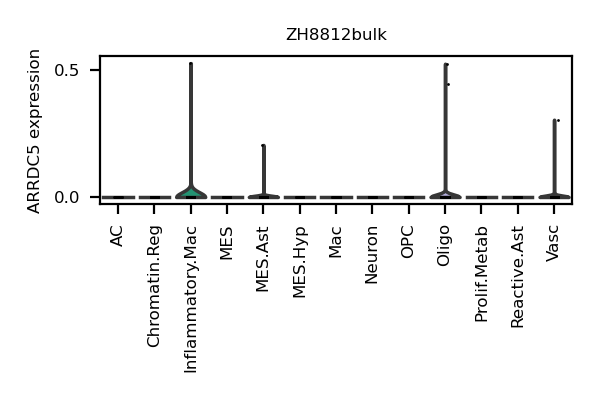 ZH8812bulk
ARRDC5 expression
0.5
0.0
AC
Chromatin.Reg
Inflammatory.Mac
MES
MES.Ast
MES.Hyp
Mac
Neuron
OPC
Oligo
Prolif.Metab
Reactive.Ast
Vasc